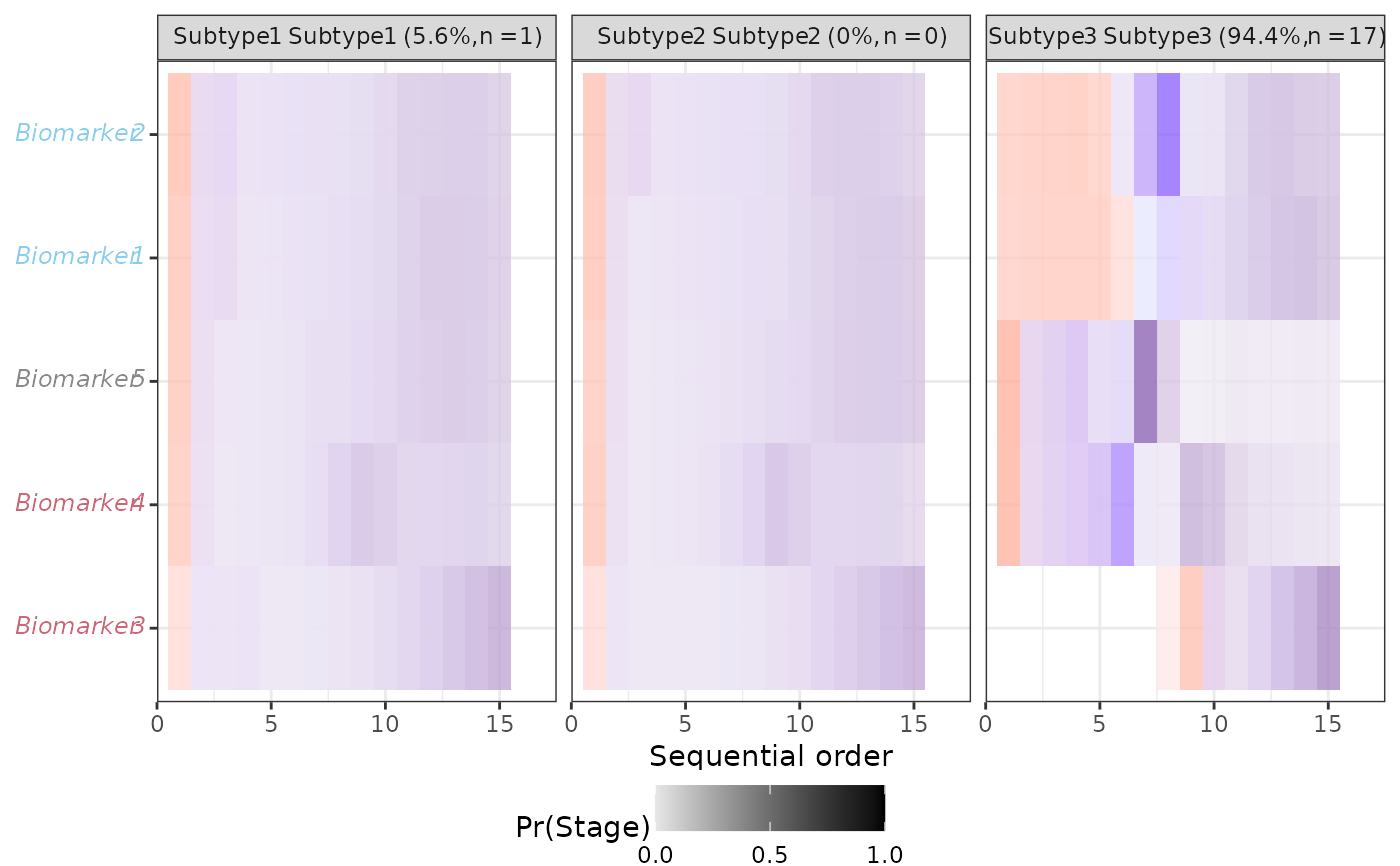 Subtype1 Subtype1 (5.6%, n = 1)
Subtype2 Subtype2 (0%, n = 0)
Subtype3 Subtype3 (94.4%, n = 17)
Biomarker2
Biomarker1
Biomarker5
Biomarker4
Biomarker3
0 5 10 15 0 5 10 15 0 5 10 15
Sequential order
Pr(Stage)
0.0 0.5 1.0